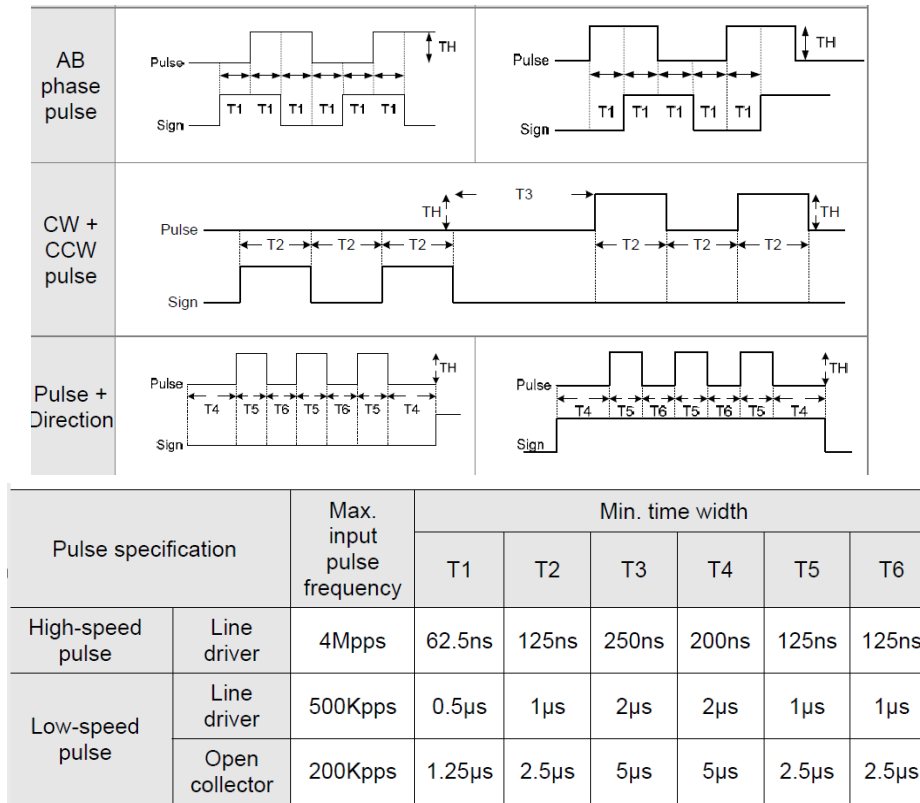 AB
phase
pulse
Pulse
TH
T1 T1 T1 T1 T1 T1
Sign
Pulse
TH
T1 T1 T1 T1 T1
Sign
CW +
CCW
pulse
T3
TH
TH
Pulse
T2 T2 T2 T2 T2 T2
Sign
Pulse +
Direction
Pulse
TH
T4 T5 T6 T5 T6 T5 T4
Sign
Pulse
TH
T4 T5 T6 T5 T6 T5 T4
Sign
Pulse specification
Max.
input
pulse
frequency
Min. time width
T1 T2 T3 T4 T5 T6
High-speed
pulse
Line
driver
4Mpps 62.5ns 125ns 250ns 200ns 125ns 125ns
Low-speed
pulse
Line
driver
500Kpps 0.5µs 1µs 2µs 2µs 1µs 1µs
Open
collector
200Kpps 1.25µs 2.5µs 5µs 5µs 2.5µs 2.5µs